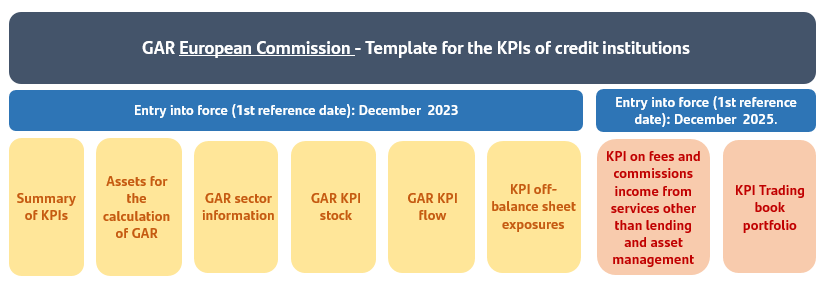 GAR European Commission - Template for the KPIs of credit institutions
Entry into force (1st reference date): December  2023
Entry into force (1st reference
date): December  2025.
Summary
of KPIs
Assets for
the
calculation
of GAR
GAR sector
information
GAR KPI
stock
GAR KPI
flow
KPI off-
balance sheet
exposures
KPI on fees and
commissions
income from
services other
than lending
and asset
management
KPI Trading
book
portfolio